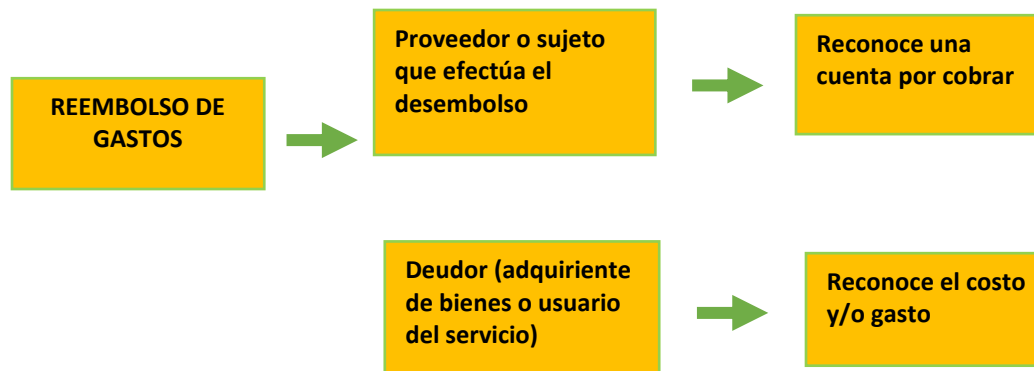 REEMBOLSO DE
GASTOS
Proveedor o sujeto
que efectúa el
desembolso
Reconoce una
cuenta por cobrar
Deudor (adquiriente
de bienes o usuario
del servicio)
Reconoce el costo
y/o gasto